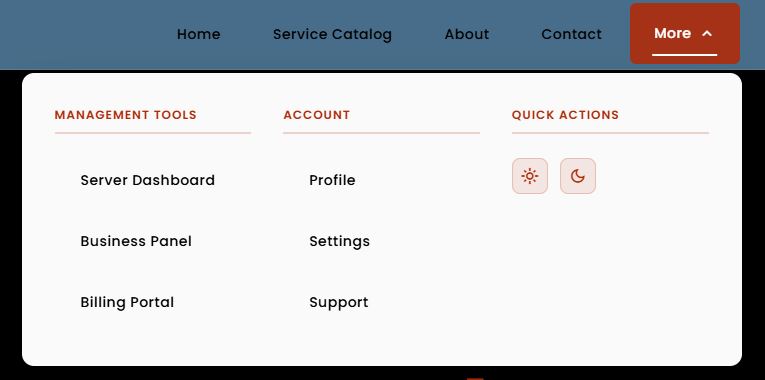 Home Service Catalog About Contact More
MANAGEMENT TOOLS ACCOUNT QUICK ACTIONS
Server Dashboard Profile
Business Panel Settings
Billing Portal Support